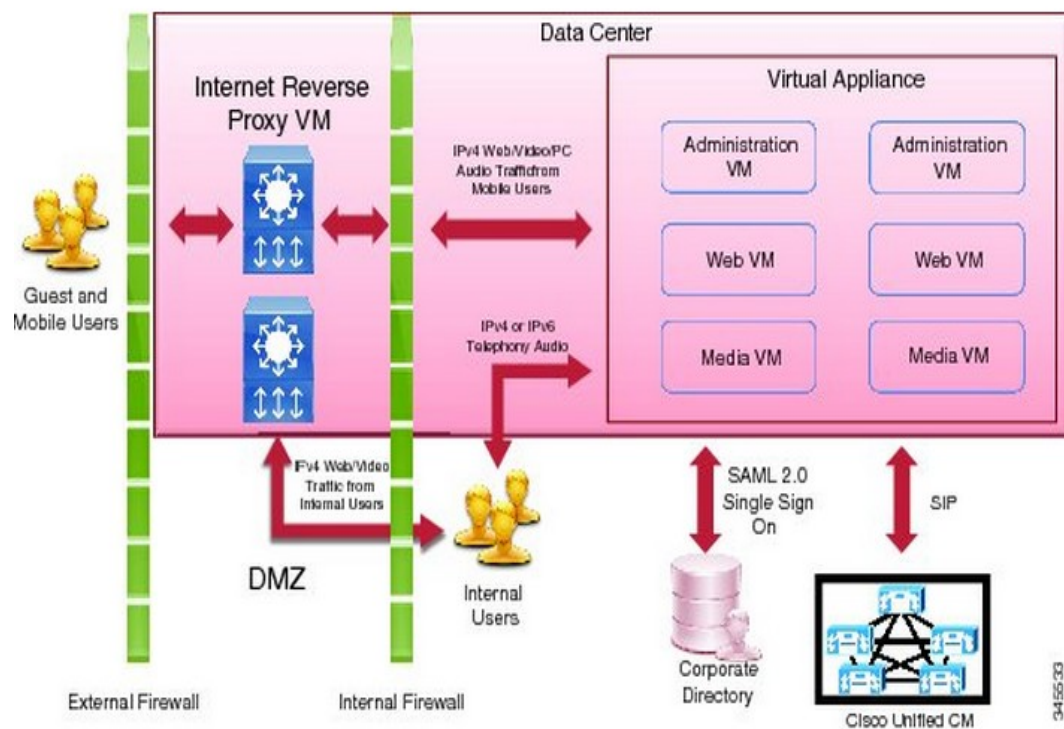 Data Center
Internet Reverse
Proxy VM
Virtual Appliance
IPv4 Web/Video/PC
Audio Trafficfrom
Mobile Users
Administration
VM
Administration
VM
Web VM
Web VM
Guest and
Mobile Users
IPv4 or IPv6
Telephony Audio
Media VM
Media VM
IPv4 Web/Video
Traffic from
Internal Users
SAML 2.0
Single Sign
On
SIP
DMZ
Internal
Users
Corporate
Directory
External Firewall
Internal Firewall
Cisco Unified CM